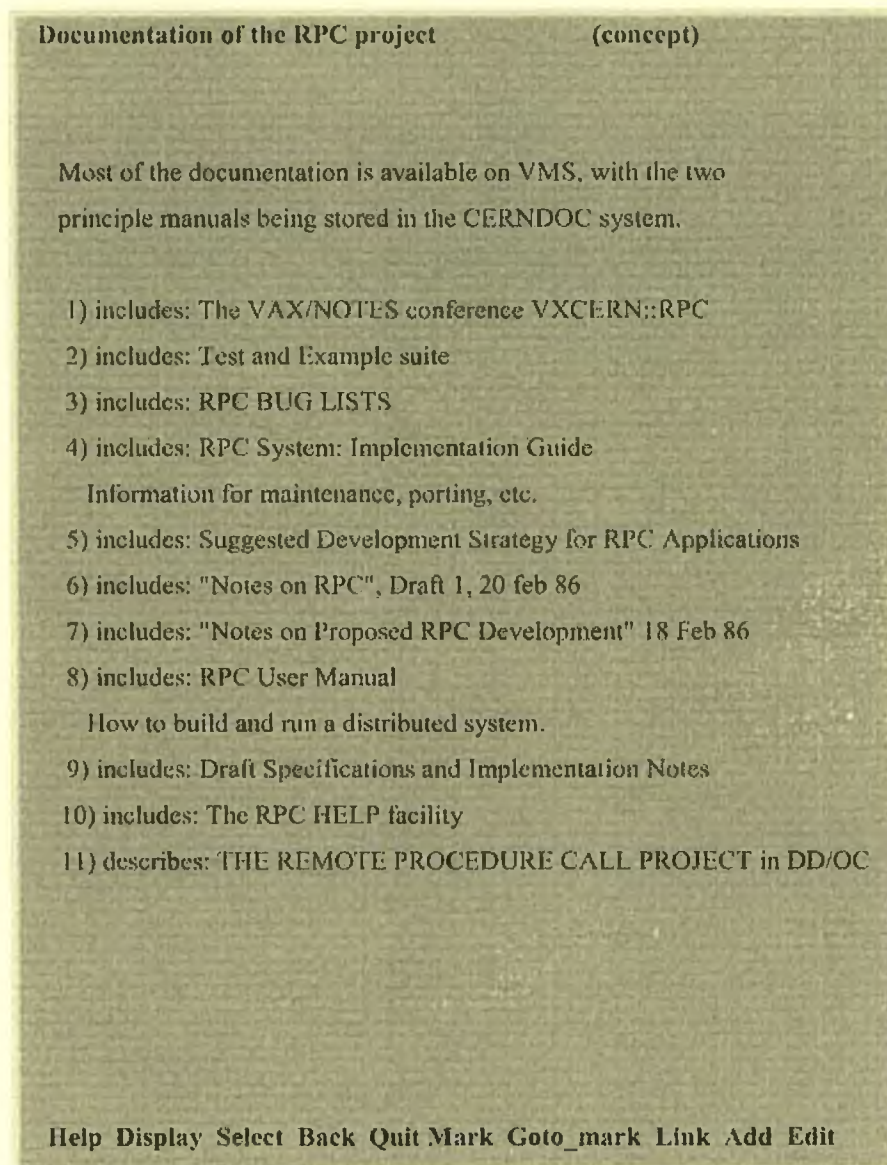 Documentation of the RPC project (concept)
Most of the documentation is available on VMS, with the two
principle manuals being stored in the CERNDOC system.
1) includes: The VAX/NOTES conference VXCERN::RPC
2) includes: Test and Example suite
3) includes: RPC BUG LISTS
4) includes: RPC System: Implementation Guide
Information for maintenance, porting, etc.
5) includes: Suggested Development Strategy for RPC Applications
6) includes: "Notes on RPC", Draft 1, 20 feb 86
7) includes: "Notes on Proposed RPC Development" 18 Feb 86
8) includes: RPC User Manual
How to build and run a distributed system.
9) includes: Draft Specifications and Implementation Notes
10) includes: The RPC HELP facility
11) describes: THE REMOTE PROCEDURE CALL PROJECT in DD/OC
Help Display Select Back Quit Mark Goto_mark Link Add Edit